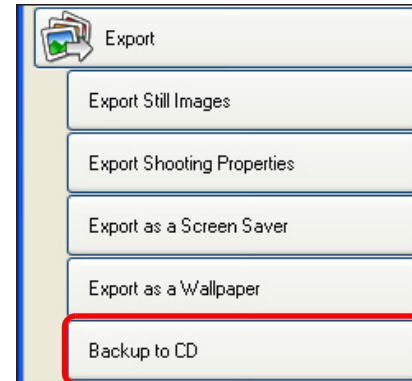 Export
Export Still Images
Export Shooting Properties
Export as a Screen Saver
Export as a Wallpaper
Backup to CD